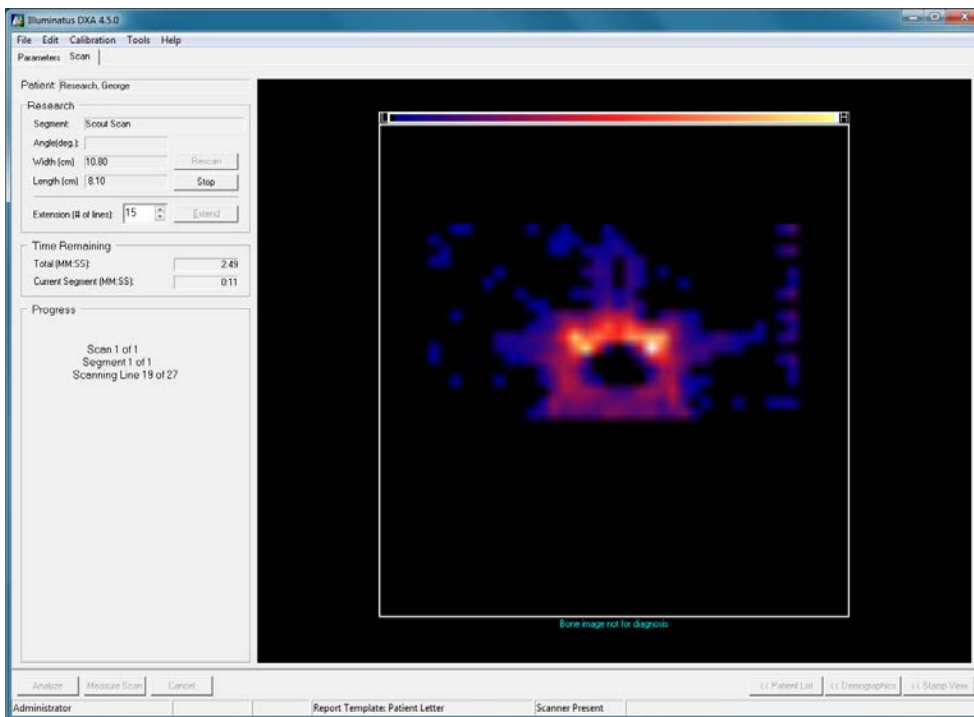 Illuminatus DXA 4.5.0
File Edit Calibration Tools Help
Parameters Scan
Patient: Research, George
Research
Segment: Scout Scan
Angle(deg.):
Width (cm) 10.80 Rescan
Length (cm) 8.10 Stop
Extension (# of lines): 15 Extend
Time Remaining
Total (MM:SS): 2:49
Current Segment (MM:SS): 0:11
Progress
Scan 1 of 1
Segment 1 of 1
Scanning Line 19 of 27
L H
Bone image not for diagnosis
Analyze Measure Scan Cancel << Patient List << Demographics << Stamp View
Administrator Report Template: Patient Letter Scanner Present